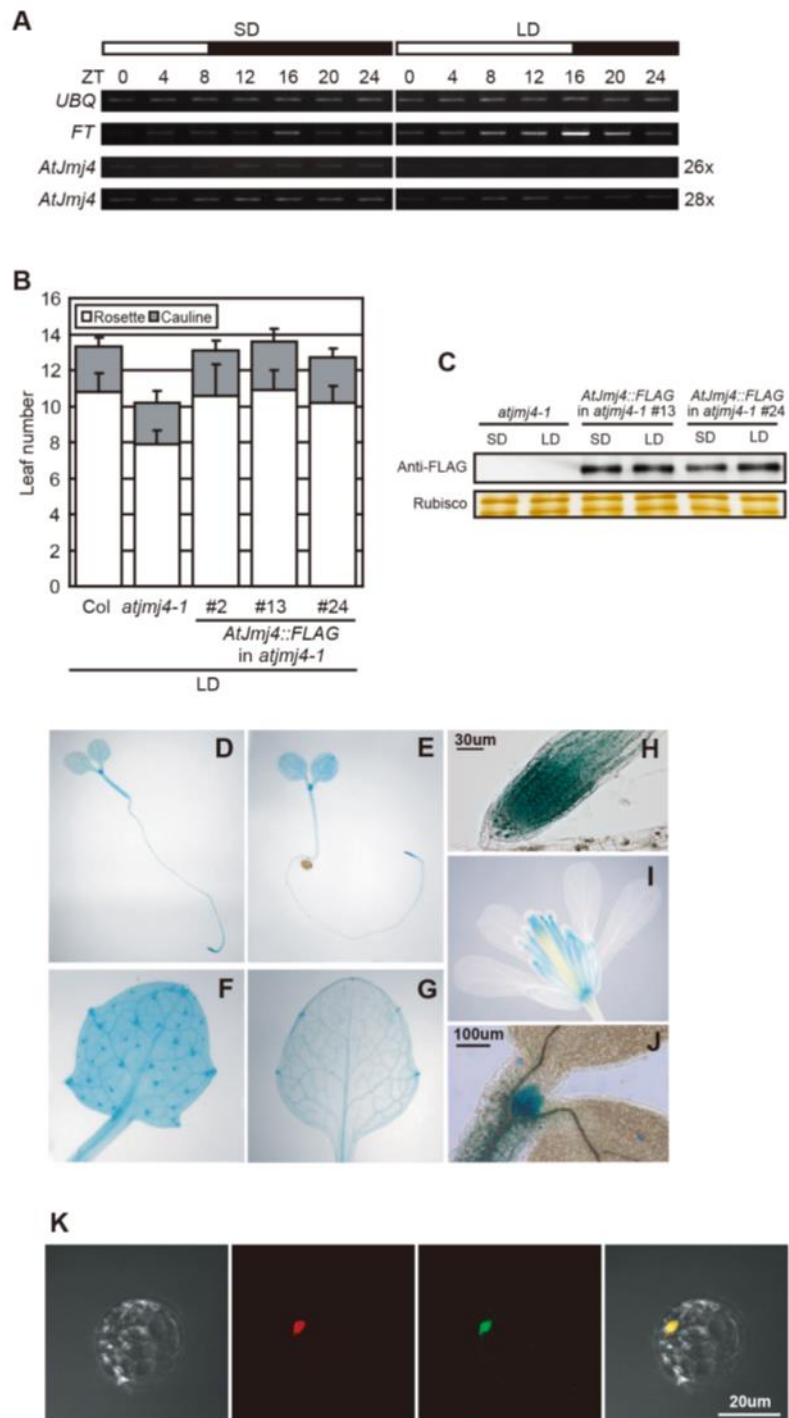 A
SD LD
ZT 0 4 8 12 16 20 24 0 4 8 12 16 20 24
UBQ
FT
AtJmj4 26x
AtJmj4 28x
B
16
14
12
10
8
6
4
2
0
Leaf number
Rosette Cauline
Col atjmj4-1 #2 #13 #24
AtJmj4::FLAG
in atjmj4-1
LD
C
atjmj4-1 AtJmj4::FLAG in atjmj4-1 #13 AtJmj4::FLAG in atjmj4-1 #24
SD LD SD LD SD LD
Anti-FLAG
Rubisco
D
E
F
G
30um H
I
100um J
K
20um